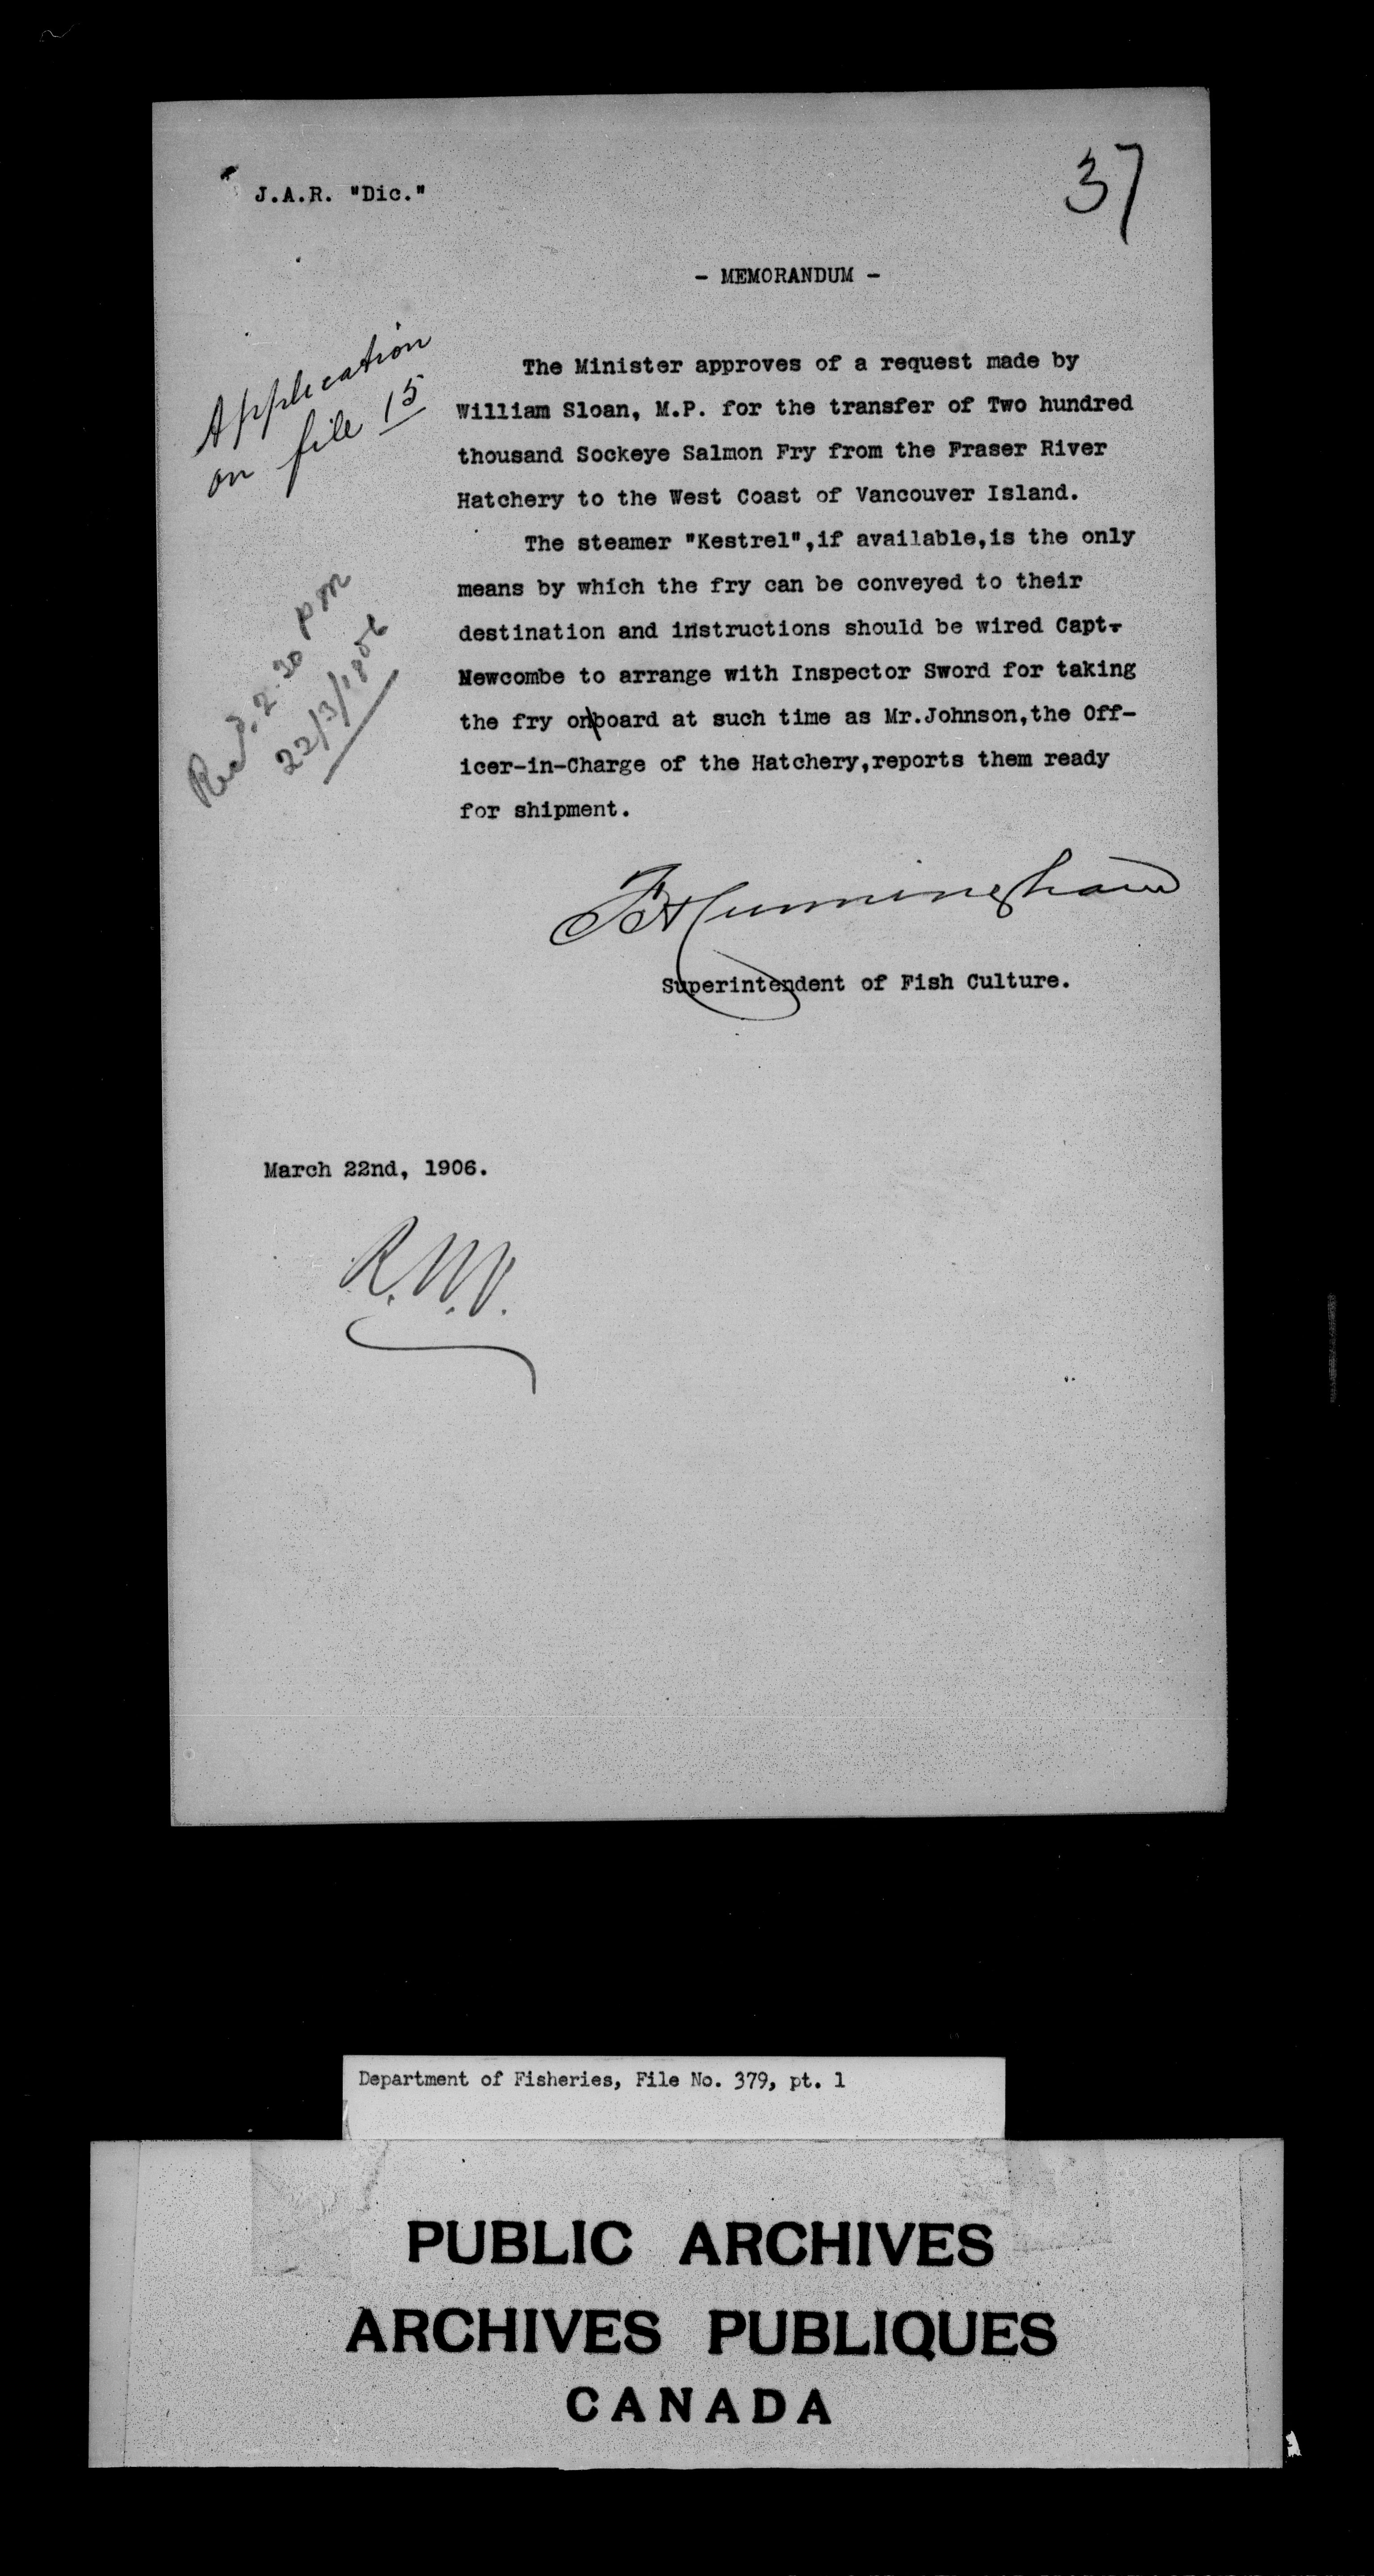 J.A.R. "Dic."
37
- MEMORANDUM -
Application
on file 15
The Minister approves of a request made by
William Sloan, M.P. for the transfer of Two hundred
thousand Sockeye Salmon Fry from the Fraser River
Hatchery to the West Coast of Vancouver Island.
The steamer "Kestrel",if available,is the only
means by which the fry can be conveyed to their
destination and instructions should be wired Capt.
Newcombe to arrange with Inspector Sword for taking
the fry on board at such time as Mr.Johnson,the Off-
icer-in-Charge of the Hatchery,reports them ready
for shipment.
Recd. 2.30 pm
22/3/1906
F H Cunningham
Superintendent of Fish Culture.
March 22nd, 1906.
R.W.V.
Department of Fisheries, File No. 379, pt. 1
PUBLIC ARCHIVES
ARCHIVES PUBLIQUES
CANADA